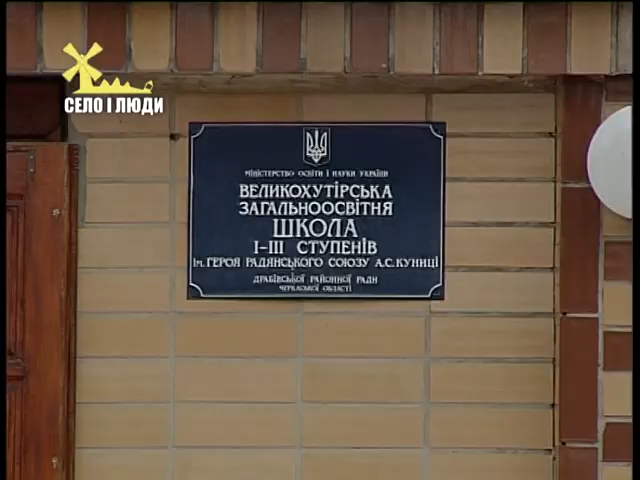 СЕЛО І ЛЮДИ
МІНІСТЕРСТВО ОСВІТИ І НАУКИ УКРАЇНИ
ВЕЛИКОХУТІРСЬКА
ЗАГАЛЬНООСВІТНЯ
ШКОЛА
І-ІІІ СТУПЕНІВ
ІМ. ГЕРОЯ РАДЯНСЬКОГО СОЮЗУ А.С. КУНИЦІ
ДРАБІВСЬКОЇ РАЙОННОЇ РАДИ
ЧЕРКАСЬКОЇ ОБЛАСТІ